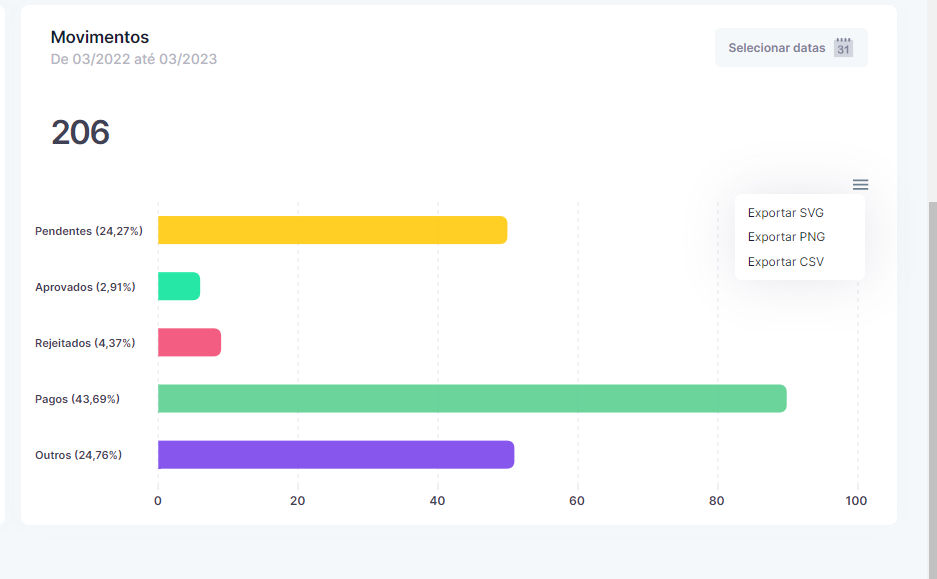 Movimentos
De 03/2022 até 03/2023
Selecionar datas 31
206
Exportar SVG
Exportar PNG
Exportar CSV
Pendentes (24,27%)
Aprovados (2,91%)
Rejeitados (4,37%)
Pagos (43,69%)
Outros (24,76%)
0 20 40 60 80 100